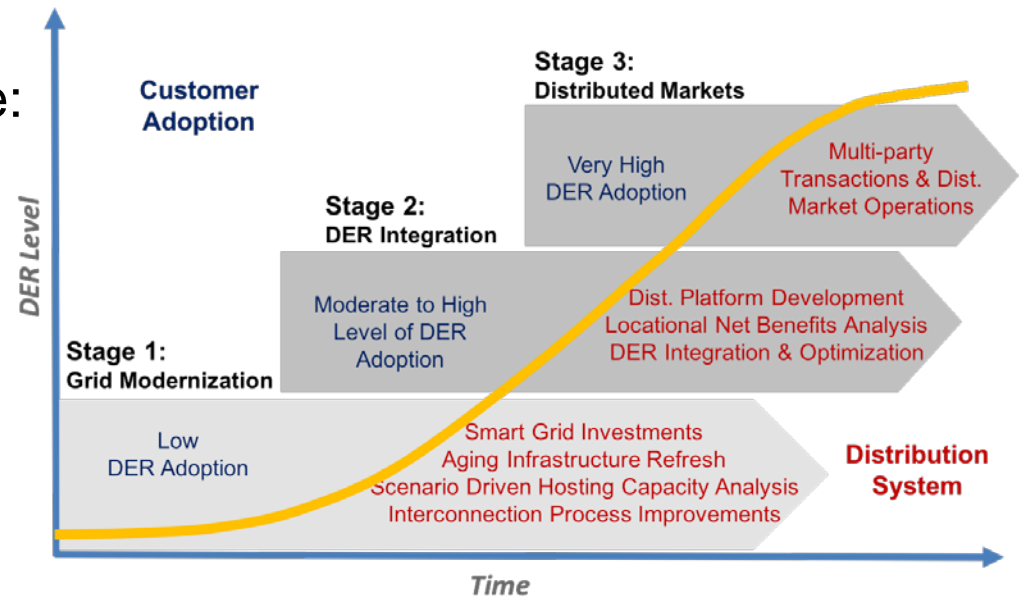 e:
Customer
Adoption
Stage 3:
Distributed Markets
Very High
DER Adoption
Multi-party
Transactions & Dist.
Market Operations
Stage 2:
DER Integration
Moderate to High
Level of DER
Adoption
Dist. Platform Development
Locational Net Benefits Analysis
DER Integration & Optimization
Stage 1:
Grid Modernization
Low
DER Adoption
Smart Grid Investments
Aging Infrastructure Refresh
Scenario Driven Hosting Capacity Analysis
Interconnection Process Improvements
Distribution
System
DER Level
Time